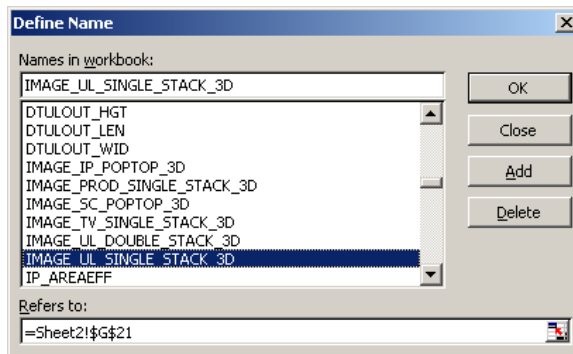 Define Name
Names in workbook:
IMAGE_UL_SINGLE_STACK_3D
DTULOUT_HGT
DTULOUT_LEN
DTULOUT_WID
IMAGE_IP_POPTOP_3D
IMAGE_PROD_SINGLE_STACK_3D
IMAGE_SC_POPTOP_3D
IMAGE_TV_SINGLE_STACK_3D
IMAGE_UL_DOUBLE_STACK_3D
IMAGE_UL_SINGLE_STACK_3D
IP_AREAEFF
OK
Close
Add
Delete
Refers to:
=Sheet2!$G$21